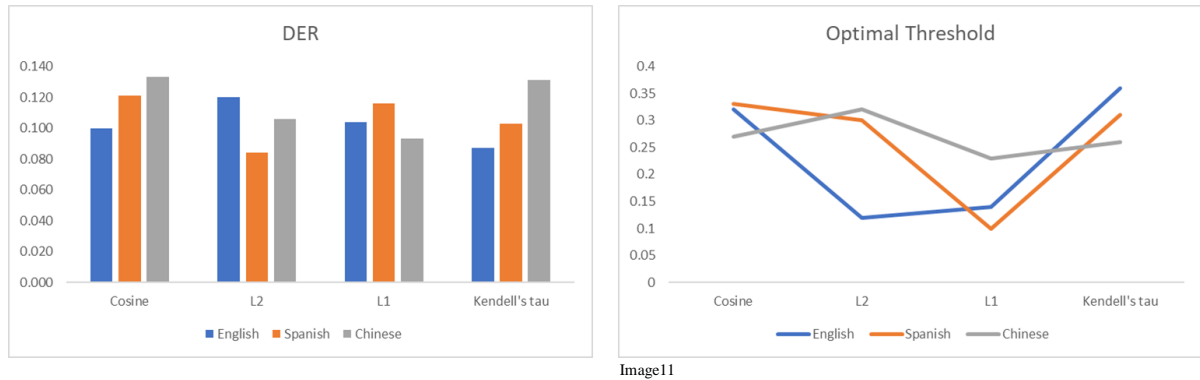 DER
0.140
0.120
0.100
0.080
0.060
0.040
0.020
0.000
Cosine L2 L1 Kendell's tau
English Spanish Chinese
Optimal Threshold
0.4
0.35
0.3
0.25
0.2
0.15
0.1
0.05
0
Cosine L2 L1 Kendell's tau
English Spanish Chinese
Image11